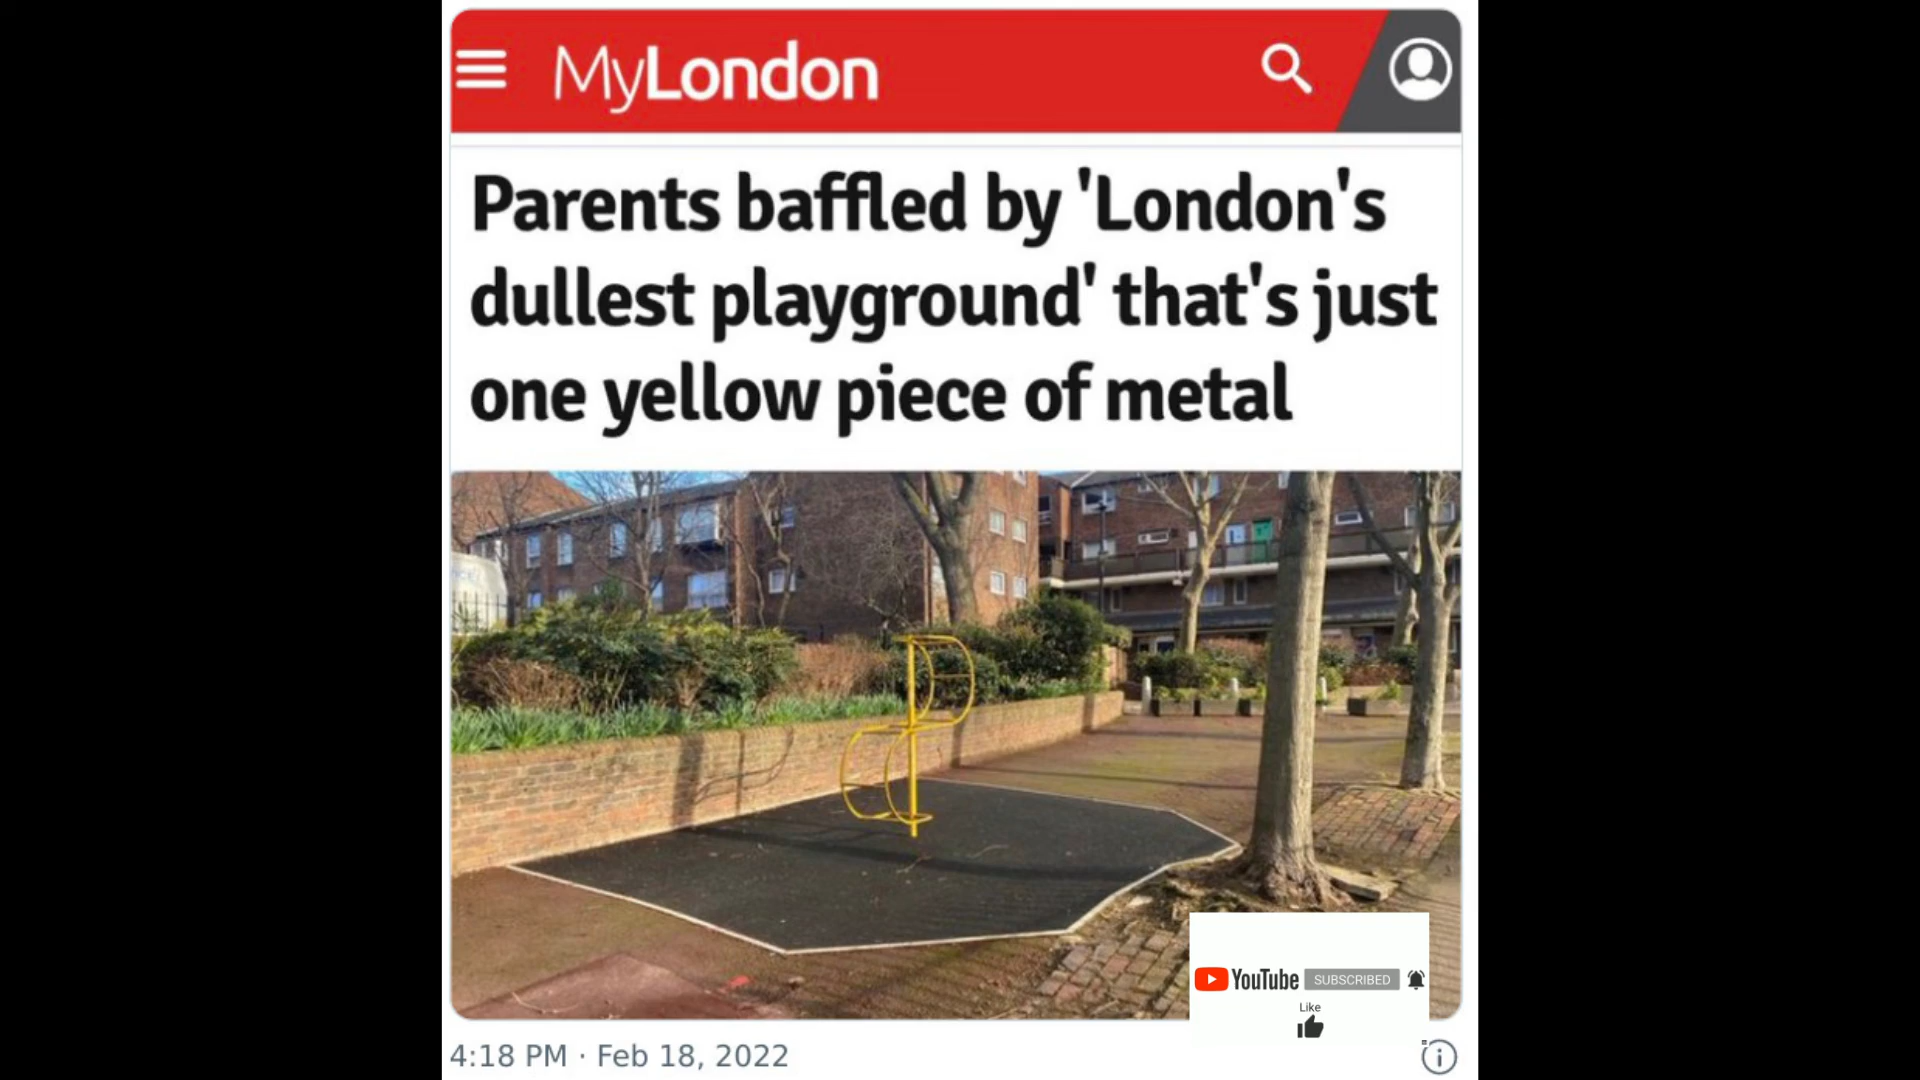 MyLondon
Parents baffled by 'London's
dullest playground' that's just
one yellow piece of metal
YouTube SUBSCRIBED
Like
4:18 PM · Feb 18, 2022